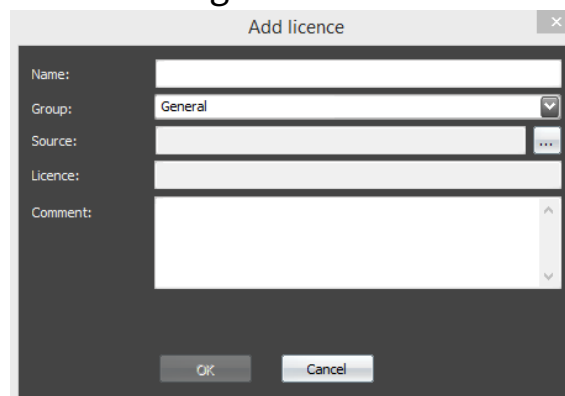 Add licence
Name:
Group:
General
Source:
...
Licence:
Comment:
OK
Cancel